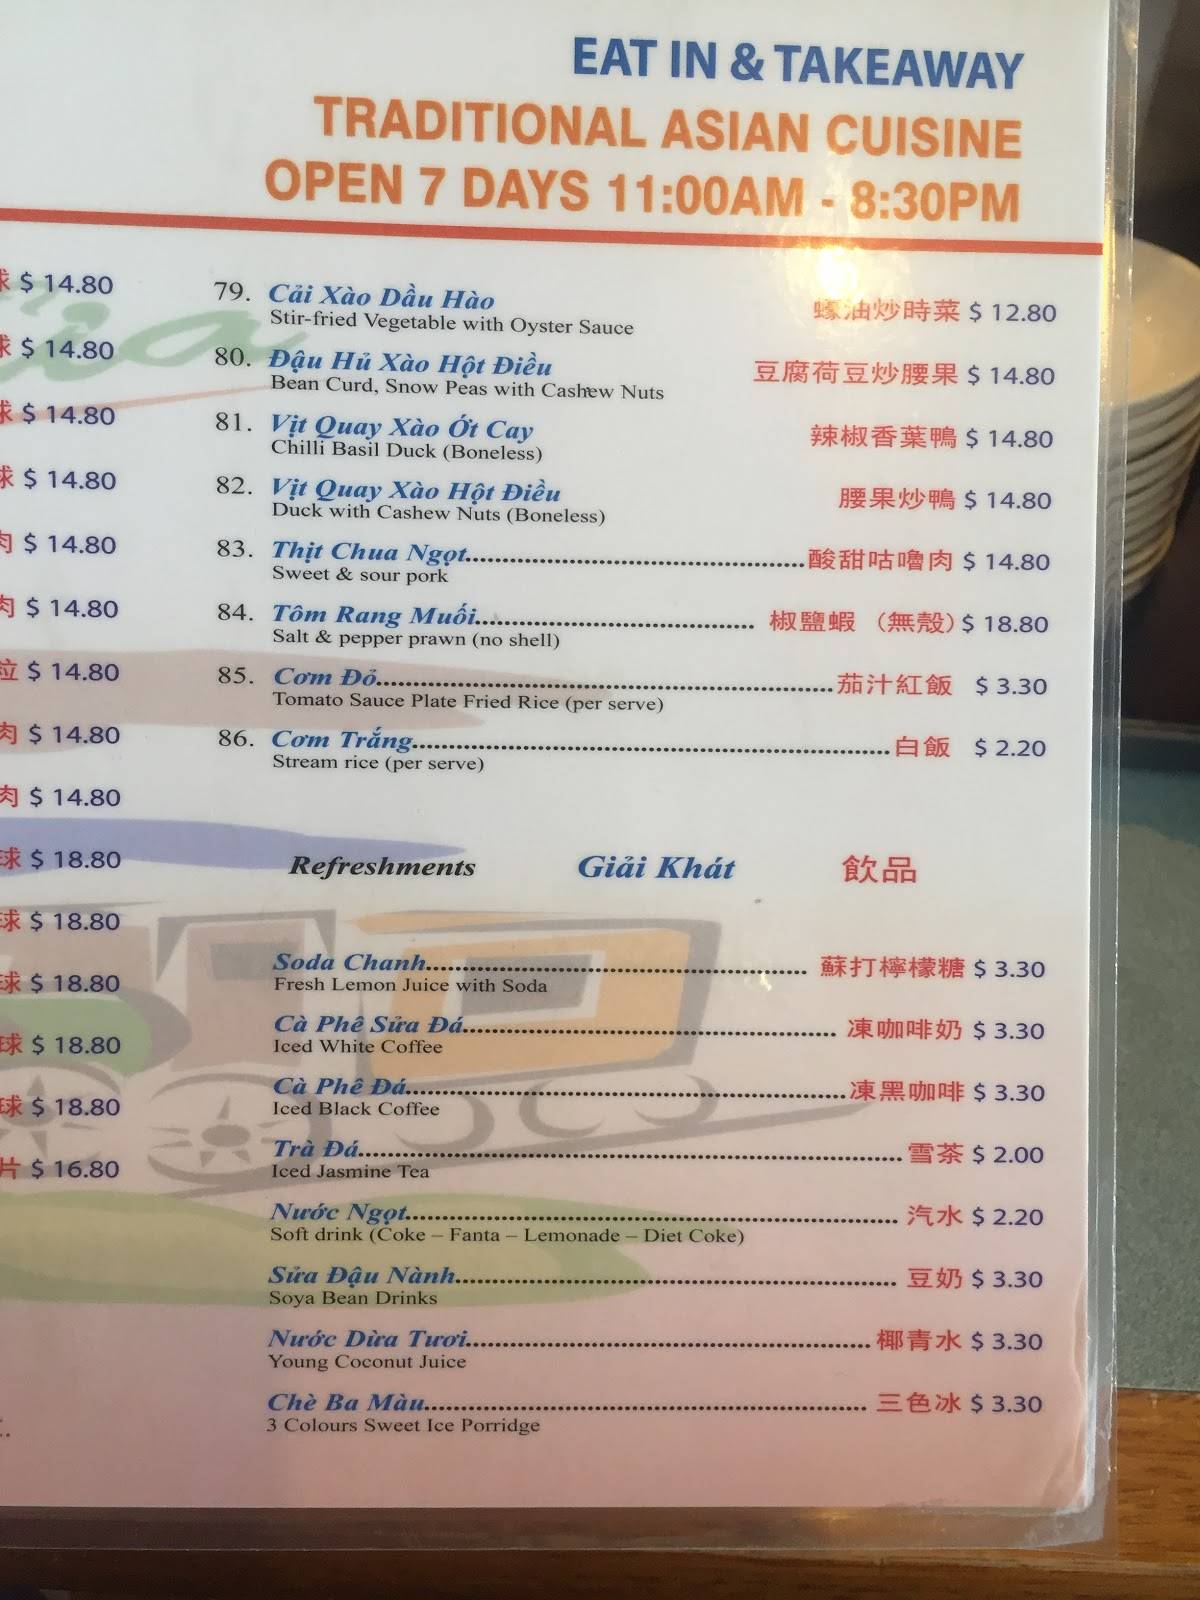 EAT IN & TAKEAWAY
TRADITIONAL ASIAN CUISINE
OPEN 7 DAYS 11:00AM - 8:30PM
球 $ 14.80
球 $ 14.80
球 $ 14.80
球 $ 14.80
肉 $ 14.80
肉 $ 14.80
粒 $ 14.80
肉 $ 14.80
肉 $ 14.80
球 $ 18.80
球 $ 18.80
球 $ 18.80
球 $ 18.80
球 $ 18.80
片 $ 16.80
79. Cải Xào Dầu Hào 蠔油炒時菜 $ 12.80
Stir-fried Vegetable with Oyster Sauce
80. Đậu Hủ Xào Hột Điều 豆腐荷豆炒腰果 $ 14.80
Bean Curd, Snow Peas with Cashew Nuts
81. Vịt Quay Xào Ớt Cay 辣椒香葉鴨 $ 14.80
Chilli Basil Duck (Boneless)
82. Vịt Quay Xào Hột Điều 腰果炒鴨 $ 14.80
Duck with Cashew Nuts (Boneless)
83. Thịt Chua Ngọt 酸甜咕嚕肉 $ 14.80
Sweet & sour pork
84. Tôm Rang Muối 椒鹽蝦 (無殼) $ 18.80
Salt & pepper prawn (no shell)
85. Cơm Đỏ 茄汁紅飯 $ 3.30
Tomato Sauce Plate Fried Rice (per serve)
86. Cơm Trắng 白飯 $ 2.20
Stream rice (per serve)
Refreshments Giải Khát 飲品
Soda Chanh 蘇打檸檬糖 $ 3.30
Fresh Lemon Juice with Soda
Cà Phê Sửa Đá 凍咖啡奶 $ 3.30
Iced White Coffee
Cà Phê Đá 凍黑咖啡 $ 3.30
Iced Black Coffee
Trà Đá 雪茶 $ 2.00
Iced Jasmine Tea
Nước Ngọt 汽水 $ 2.20
Soft drink (Coke – Fanta – Lemonade – Diet Coke)
Sửa Đậu Nành 豆奶 $ 3.30
Soya Bean Drinks
Nước Dừa Tươi 椰青水 $ 3.30
Young Coconut Juice
Chè Ba Màu 三色冰 $ 3.30
3 Colours Sweet Ice Porridge